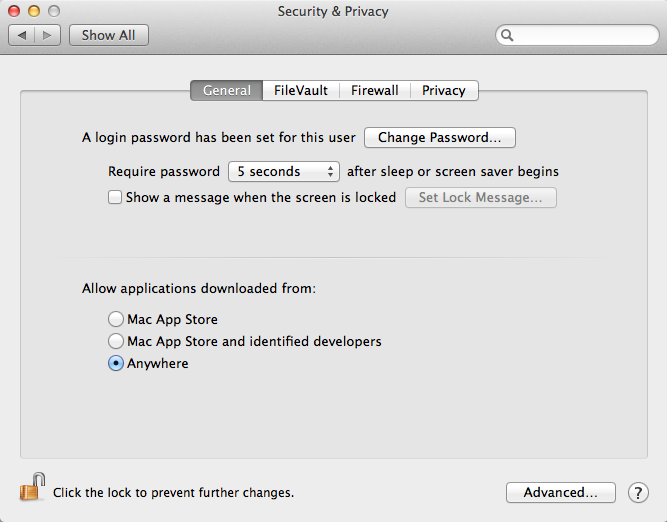 Security & Privacy
Show All
General FileVault Firewall Privacy
A login password has been set for this user Change Password...
Require password 5 seconds after sleep or screen saver begins
Show a message when the screen is locked Set Lock Message...
Allow applications downloaded from:
Mac App Store
Mac App Store and identified developers
Anywhere
Click the lock to prevent further changes. Advanced... ?